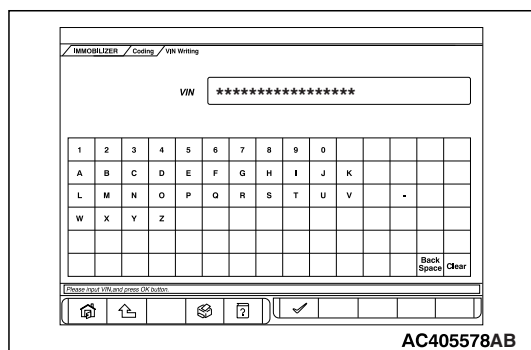 IMMOBILIZER / Coding / VIN Writing
VIN *****************
1 2 3 4 5 6 7 8 9 0
A B C D E F G H I J K
L M N O P Q R S T U V -
W X Y Z
Back Space Clear
Please input VIN,and press OK button.
?
AC405578AB